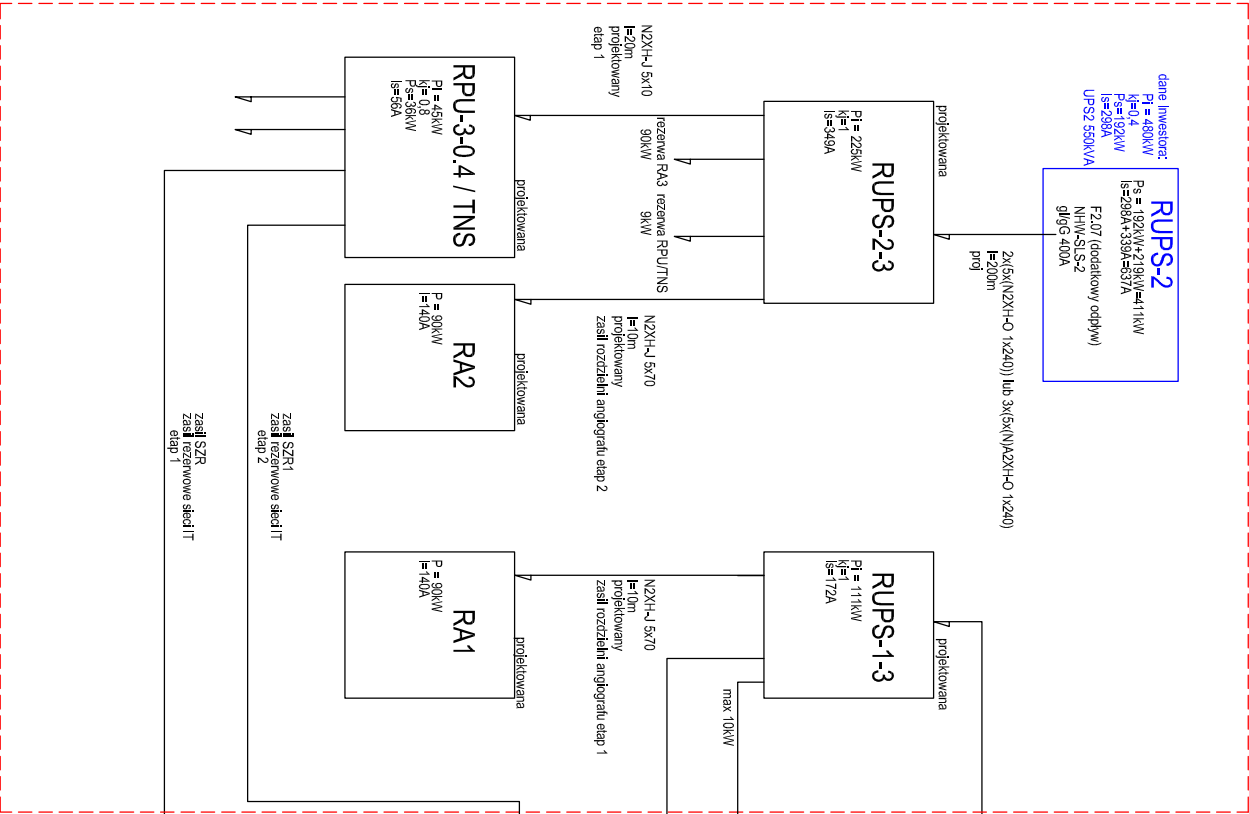 dane Inwestora:
Pi = 480kW
kj=0,4
Ps=192kW
Is=298A
UPS2 550kVA
RUPS-2
Ps = 192kW+219kW=411kW
Is=298A+339A=637A
F2.07 (dodatkowy odpływ)
NHW-SLS-2
gl/gG 400A
2x(5x(N2XH-O 1x240)) lub 3x(5x(N)A2XH-O 1x240)
l=200m
proj
projektowana
RUPS-2-3
Pi = 225kW
kj=1
Is=349A
projektowana
RUPS-1-3
Pi = 111kW
kj=1
Is=172A
max 10kW
N2XH-J 5x10
l=20m
projektowany
etap 1
rezerwa RA3
90kW
rezerwa RPU/TNS
9kW
N2XH-J 5x70
l=10m
projektowany
zasil rozdzielni angiografu etap 2
N2XH-J 5x70
l=10m
projektowany
zasil rozdzielni angiografu etap 1
projektowana
RPU-3-0.4 / TNS
Pi = 45kW
kj= 0,8
Ps=36kW
Is=56A
projektowana
RA2
P = 90kW
I=140A
projektowana
RA1
P = 90kW
I=140A
zasil SZR1
zasil rezerwowe sieci IT
etap 2
zasil SZR
zasil rezerwowe sieci IT
etap 1